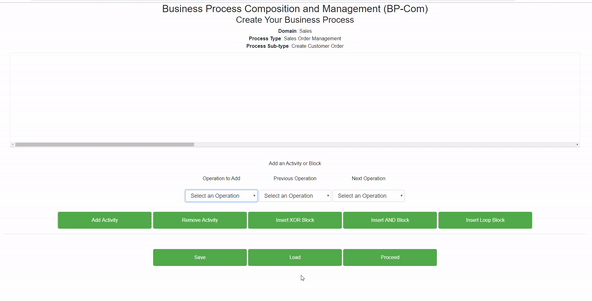 Business Process Composition and Management (BP-Com)
Create Your Business Process
Domain Sales
Process Type Sales Order Management
Process Sub-type Create Customer Order
Add an Activity or Block
Operation to Add Previous Operation Next Operation
Select an Operation Select an Operation Select an Operation
Add Activity Remove Activity Insert XOR Block Insert AND Block Insert Loop Block
Save Load Proceed